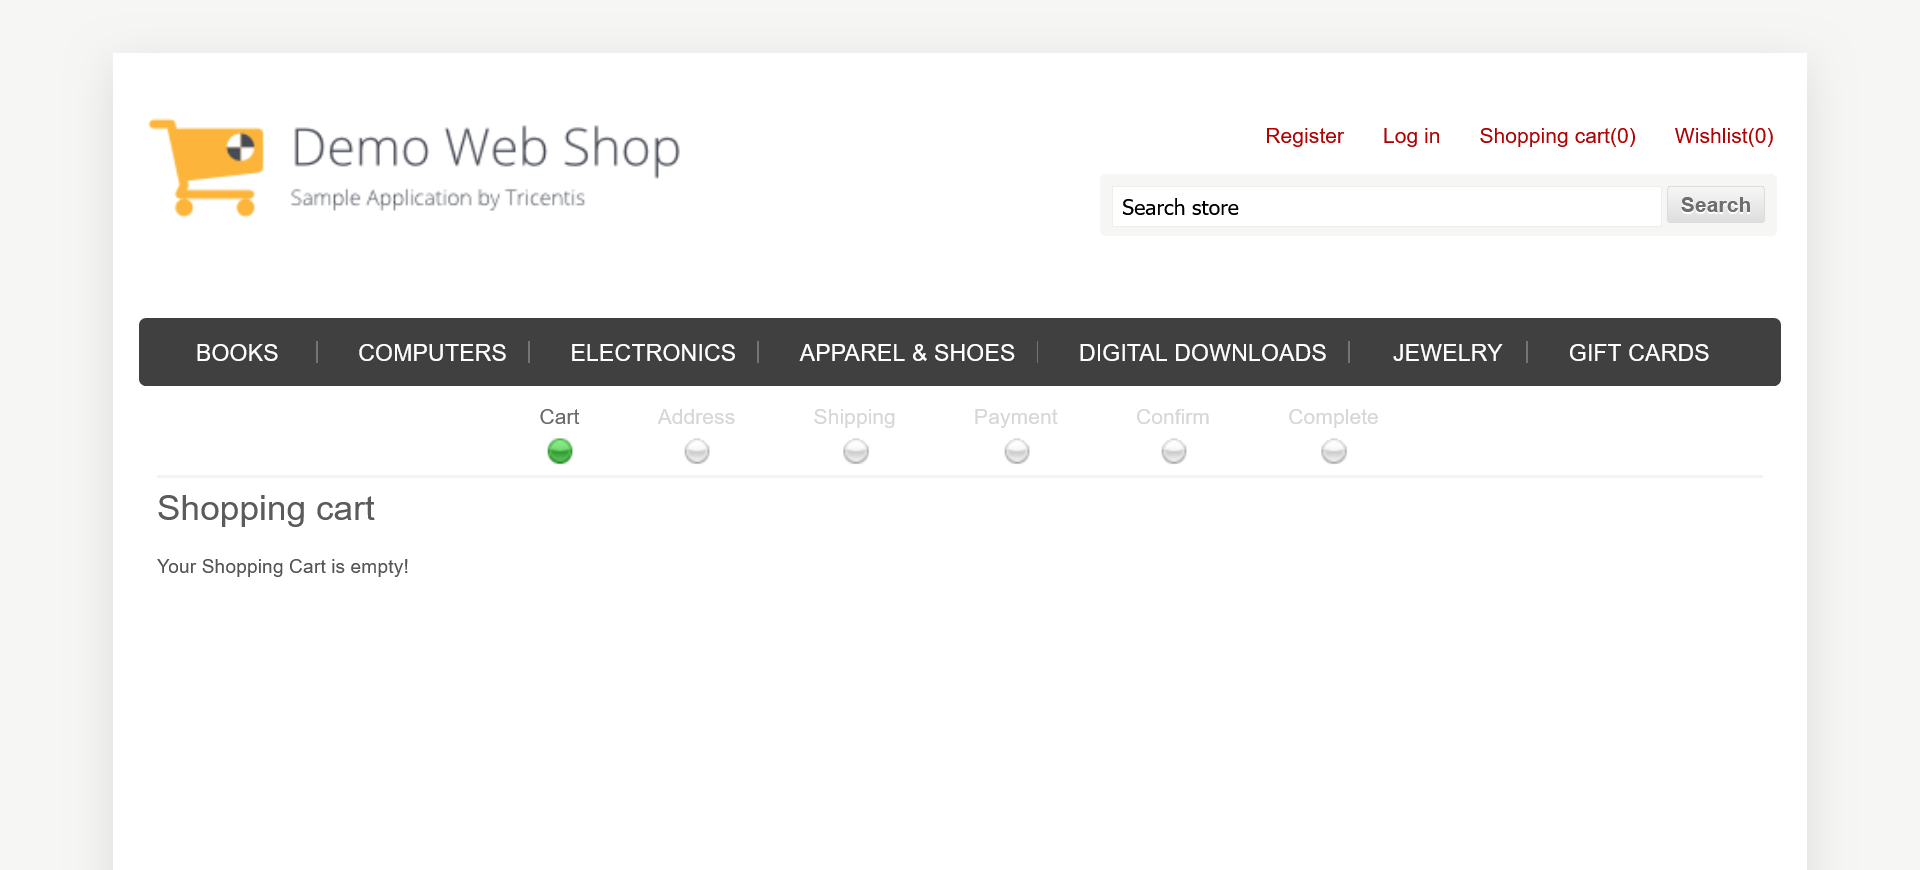 Demo Web Shop
Sample Application by Tricentis
Register Log in Shopping cart(0) Wishlist(0)
Search store Search
BOOKS COMPUTERS ELECTRONICS APPAREL & SHOES DIGITAL DOWNLOADS JEWELRY GIFT CARDS
Cart Address Shipping Payment Confirm Complete
Shopping cart
Your Shopping Cart is empty!